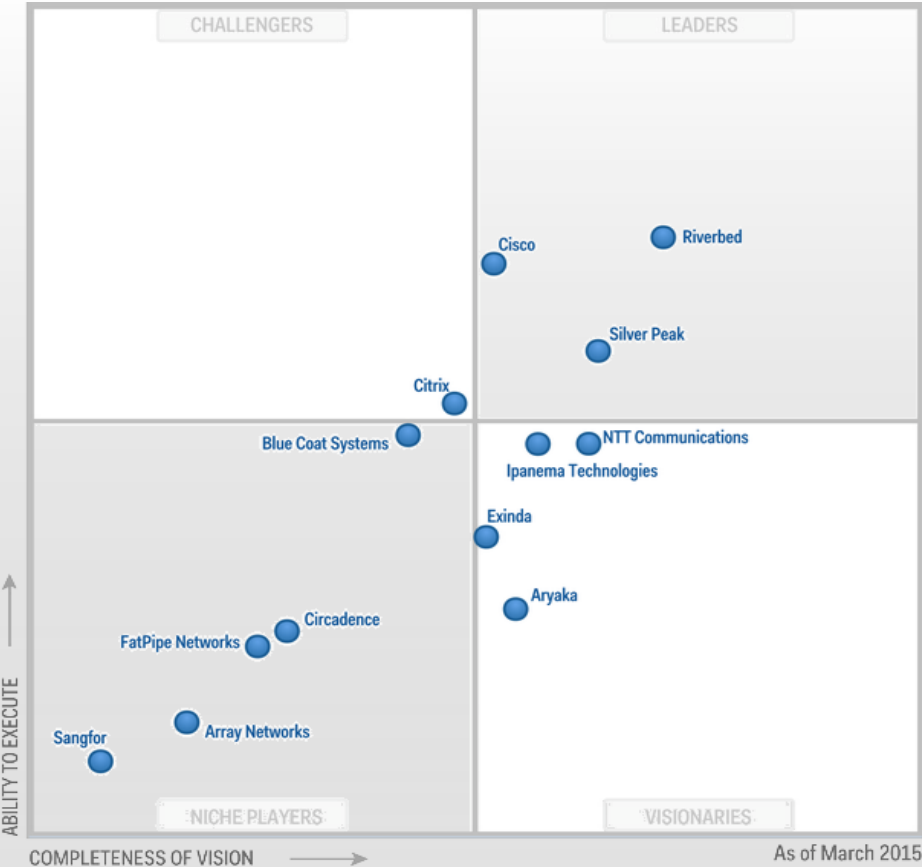 CHALLENGERS
LEADERS
Cisco
Riverbed
Silver Peak
Citrix
Blue Coat Systems
NTT Communications
Ipanema Technologies
Exinda
Aryaka
Circadence
FatPipe Networks
Array Networks
Sangfor
NICHE PLAYERS
VISIONARIES
ABILITY TO EXECUTE
COMPLETENESS OF VISION
As of March 2015